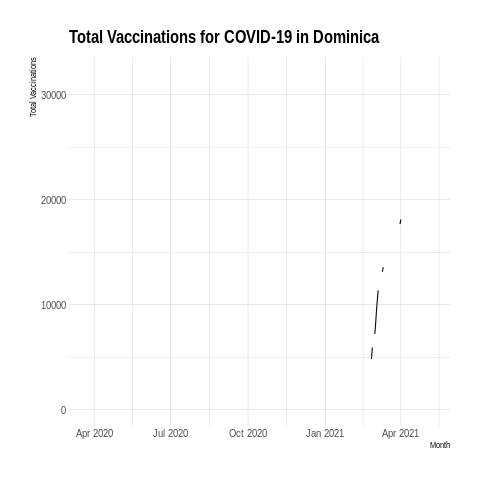 Total Vaccinations for COVID-19 in Dominica
Total Vaccinations
30000
20000
10000
0
Apr 2020 Jul 2020 Oct 2020 Jan 2021 Apr 2021
Month